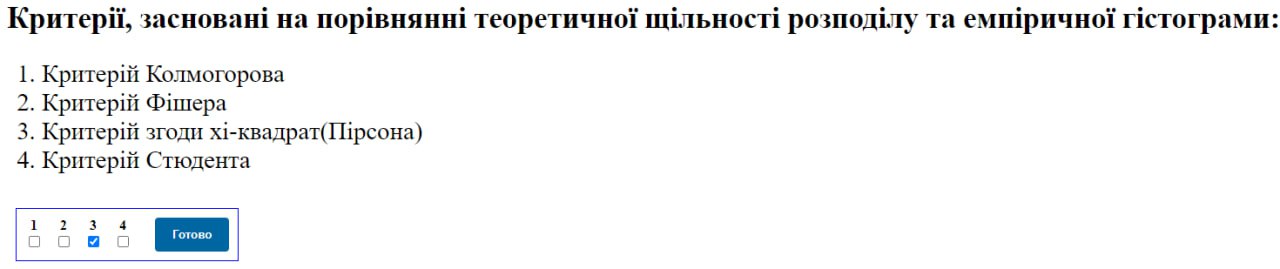 Критерії, засновані на порівнянні теоретичної щільності розподілу та емпіричної гістограми:
1. Критерій Колмогорова
2. Критерій Фішера
3. Критерій згоди хі-квадрат(Пірсона)
4. Критерій Стюдента
1 2 3 4
Готово